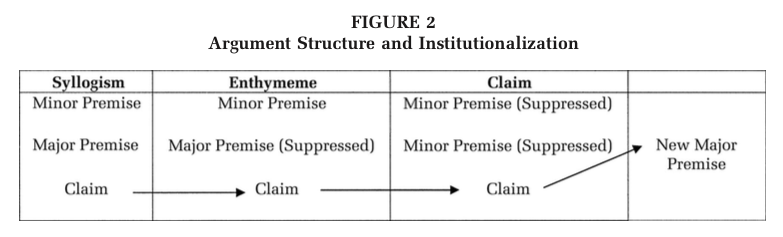 FIGURE 2
Argument Structure and Institutionalization
Syllogism Enthymeme Claim
Minor Premise Minor Premise Minor Premise (Suppressed)
Major Premise Major Premise (Suppressed) Minor Premise (Suppressed) New Major
Premise
Claim Claim Claim